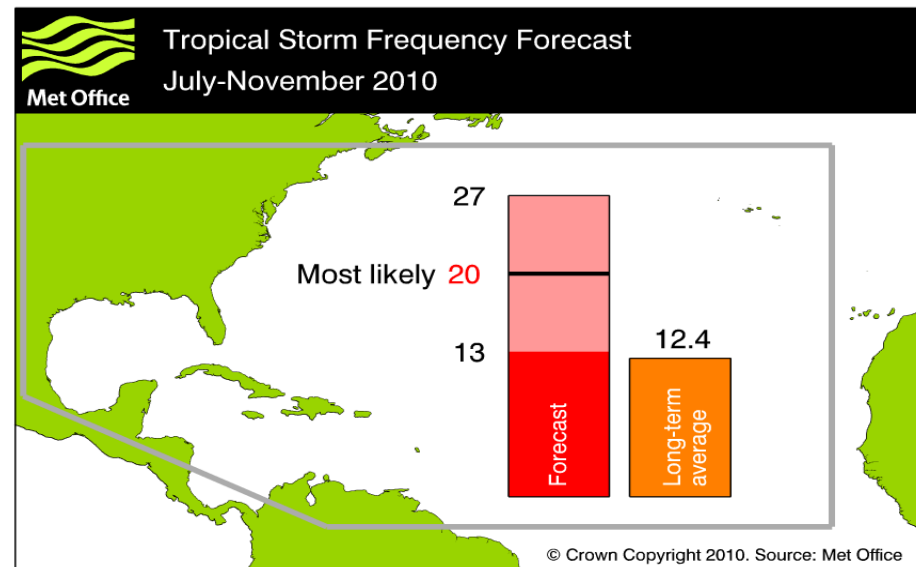 Met Office
Tropical Storm Frequency Forecast
July-November 2010
27
Most likely 20
13
12.4
Forecast
Long-term
average
© Crown Copyright 2010. Source: Met Office